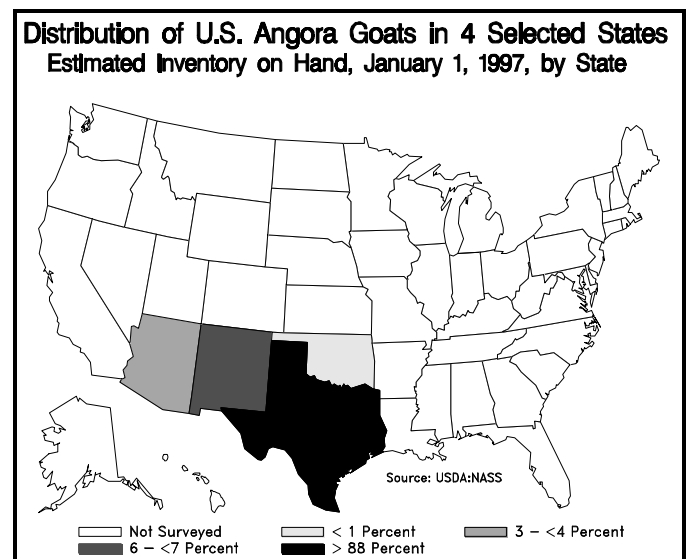 Distribution of U.S. Angora Goats in 4 Selected States
Estimated Inventory on Hand, January 1, 1997, by State
Source: USDA:NASS
Not Surveyed
< 1 Percent
3 - <4 Percent
6 - <7 Percent
> 88 Percent